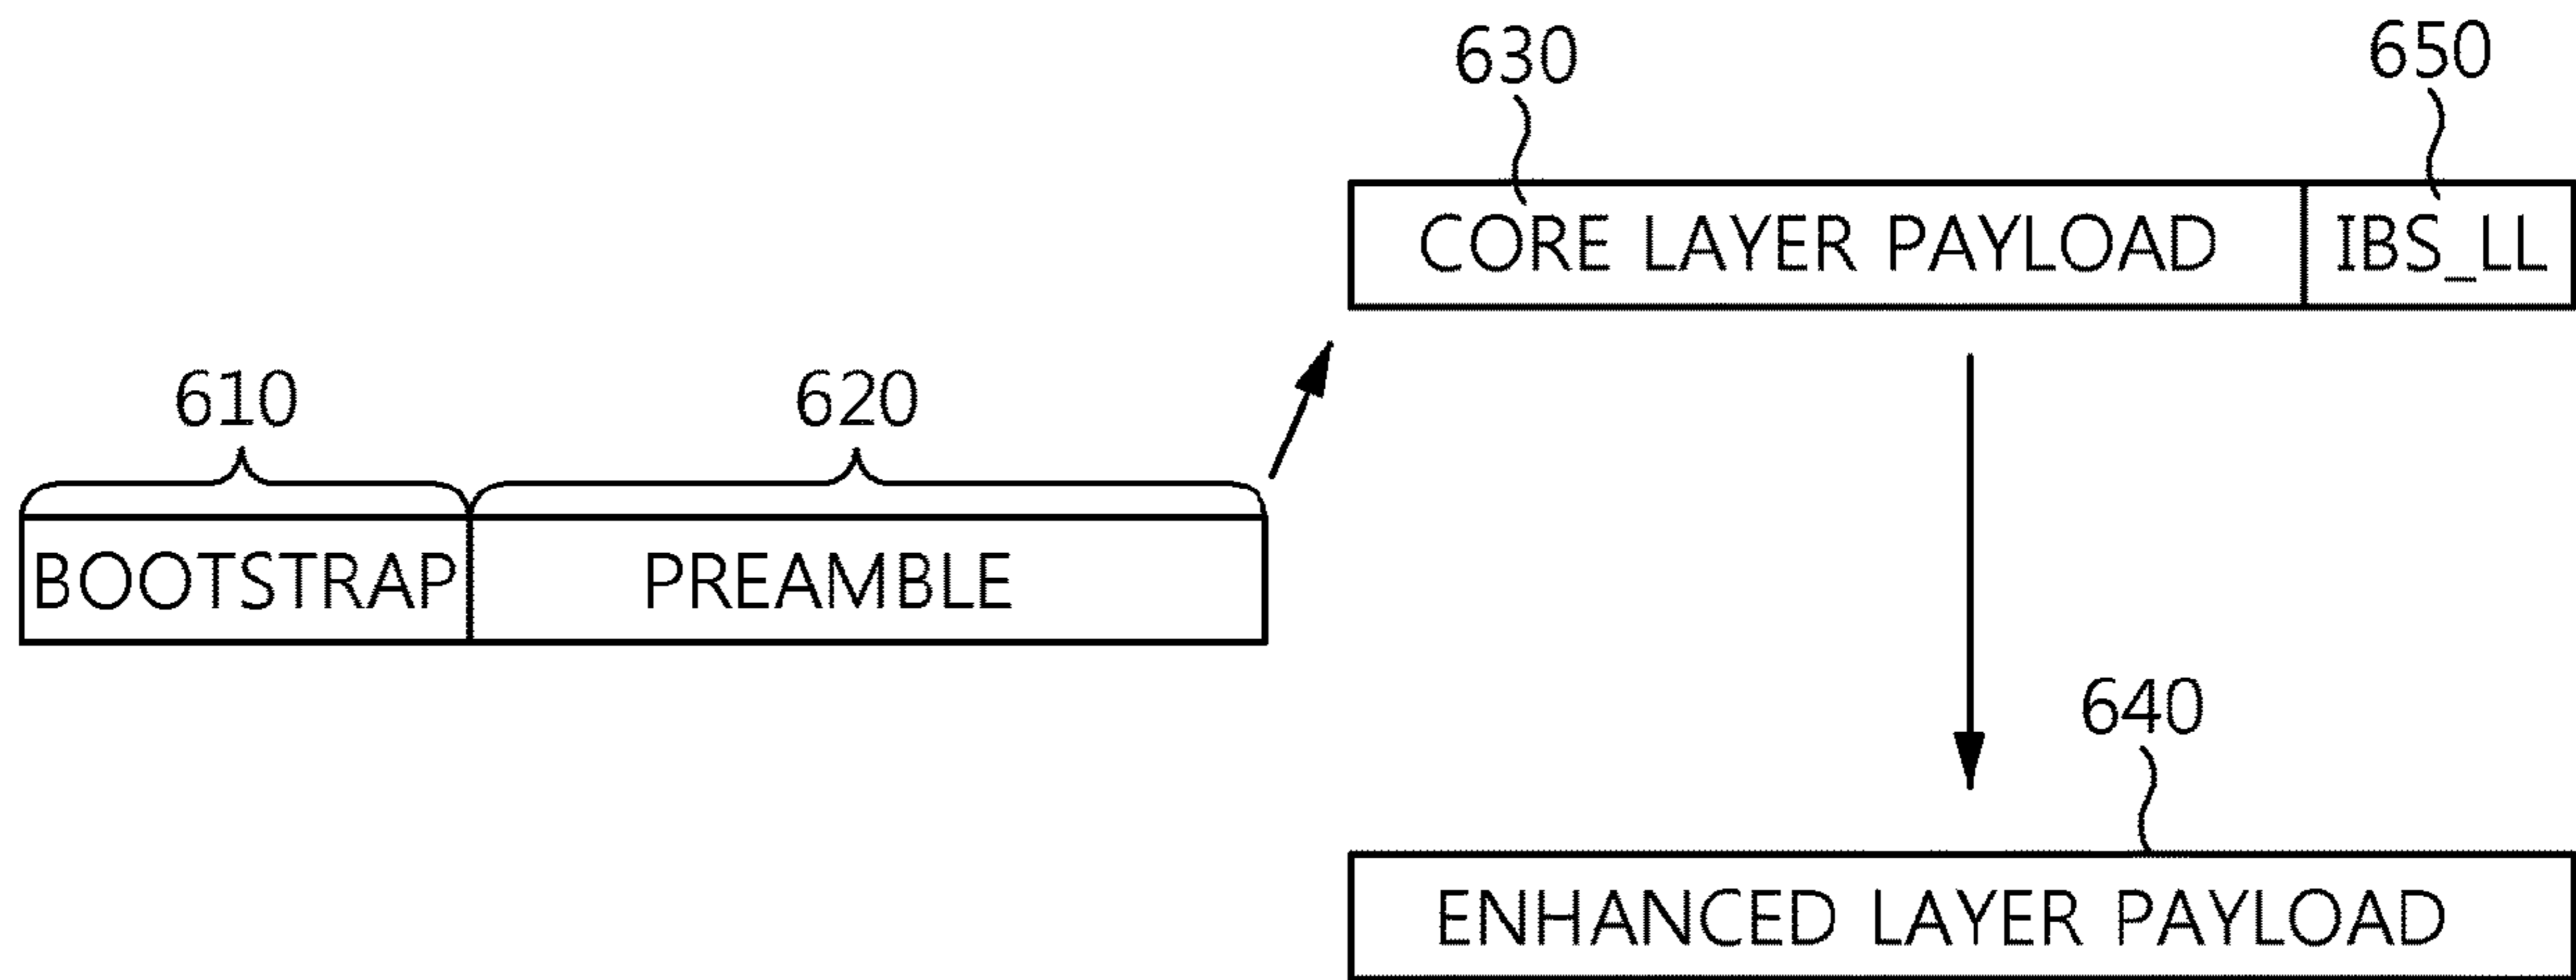 630
650
CORE LAYER PAYLOAD
IBS_LL
610
620
BOOTSTRAP
PREAMBLE
640
ENHANCED LAYER PAYLOAD